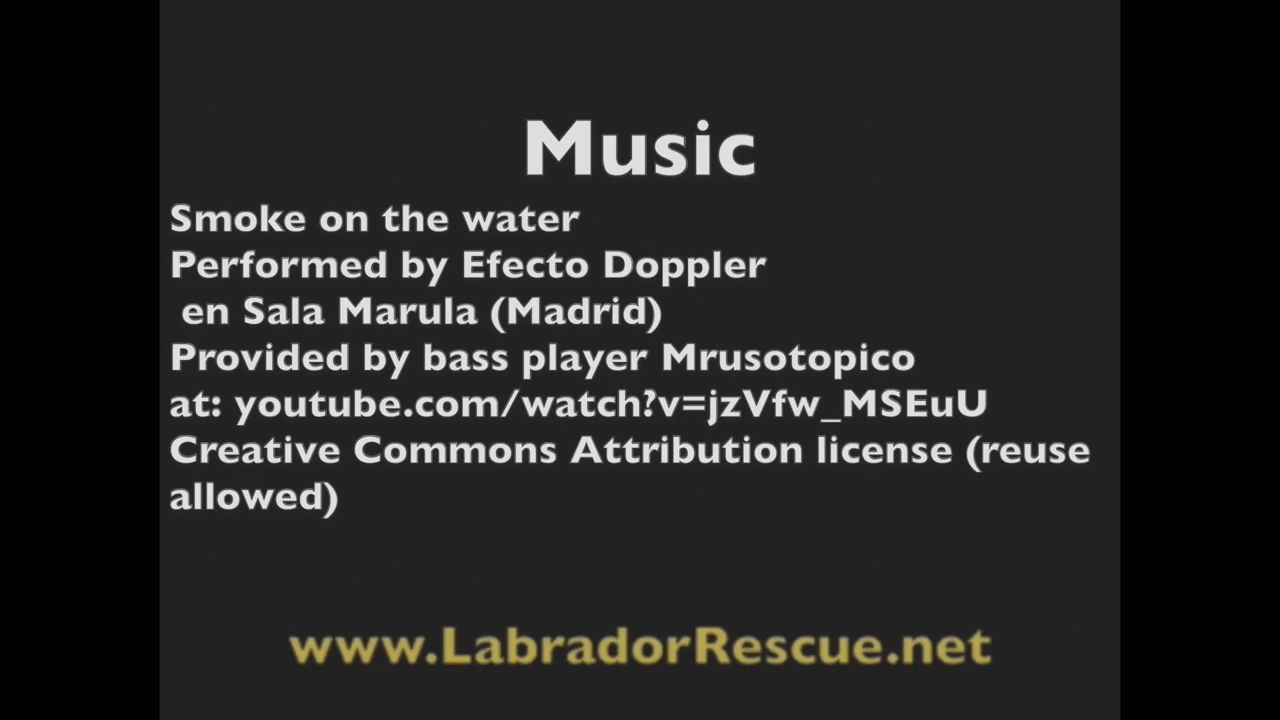 Music
Smoke on the water
Performed by Efecto Doppler
en Sala Marula (Madrid)
Provided by bass player Mrusotopico
at: youtube.com/watch?v=jzVfw_MSEuU
Creative Commons Attribution license (reuse
allowed)
www.LabradorRescue.net